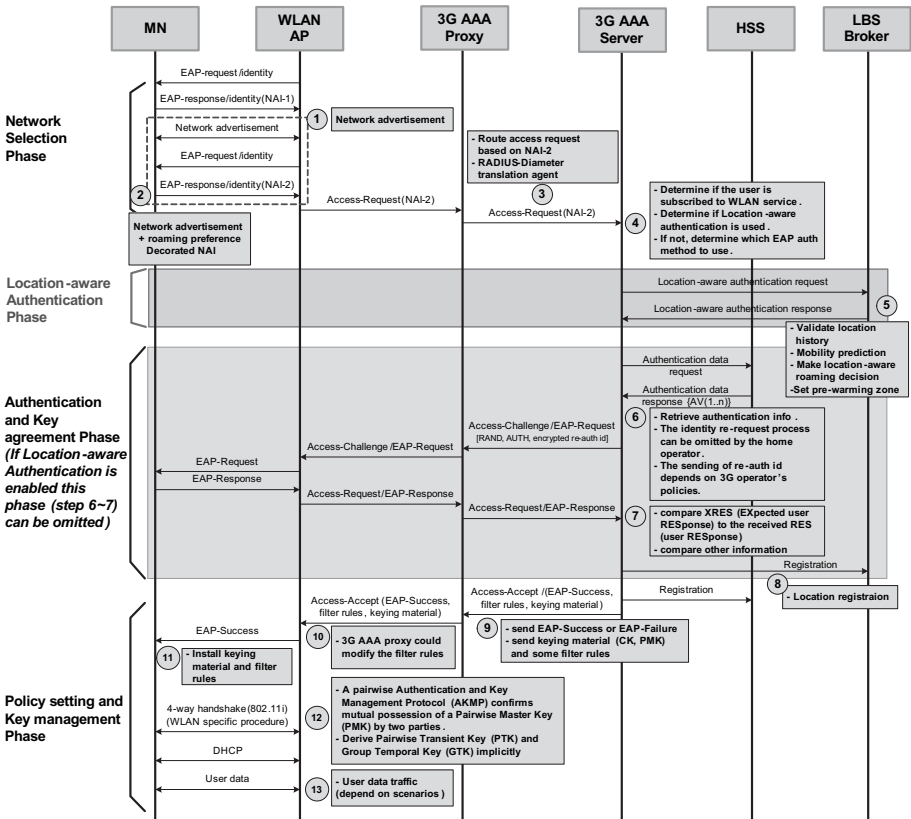 MN
WLAN
AP
3G AAA
Proxy
3G AAA
Server
HSS
LBS
Broker
Network
Selection
Phase
EAP-request/identity
EAP-response/identity(NAI-1)
1
Network advertisement
Network advertisement
EAP-request/identity
2
EAP-response/identity(NAI-2)
Network advertisement
+ roaming preference
Decorated NAI
- Route access request
based on NAI-2
- RADIUS-Diameter
translation agent
3
Access-Request(NAI-2)
Access-Request(NAI-2)
4
- Determine if the user is
subscribed to WLAN service.
- Determine if Location-aware
authentication is used.
- If not, determine which EAP auth
method to use.
Location-aware
Authentication
Phase
Location-aware authentication request
Location-aware authentication response
5
- Validate location
history
- Mobility prediction
- Make location-aware
roaming decision
-Set pre-warming zone
Authentication
and Key
agreement Phase
(If Location-aware
Authentication is
enabled this
phase (step 6~7)
can be omitted)
Authentication data
request
Authentication data
response {AV(1..n)}
6
- Retrieve authentication info.
- The identity re-request process
can be omitted by the home
operator.
- The sending of re-auth id
depends on 3G operator's
policies.
Access-Challenge/EAP-Request
[RAND, AUTH, encrypted re-auth id]
Access-Challenge/EAP-Request
EAP-Request
EAP-Response
Access-Request/EAP-Response
Access-Request/EAP-Response
7
- compare XRES (EXpected user
RESponse) to the received RES
(user RESponse)
- compare other information
Registration
Registration
8
- Location registraion
Policy setting and
Key management
Phase
Access-Accept /(EAP-Success,
filter rules, keying material)
Access-Accept (EAP-Success,
filter rules, keying material)
9
- send EAP-Success or EAP-Failure
- send keying material (CK, PMK)
and some filter rules
EAP-Success
10
- 3G AAA proxy could
modify the filter rules
11
- Install keying
material and filter
rules
4-way handshake(802.11i)
(WLAN specific procedure)
12
- A pairwise Authentication and Key
Management Protocol (AKMP) confirms
mutual possession of a Pairwise Master Key
(PMK) by two parties.
- Derive Pairwise Transient Key (PTK) and
Group Temporal Key (GTK) implicitly
DHCP
User data
13
- User data traffic
(depend on scenarios)